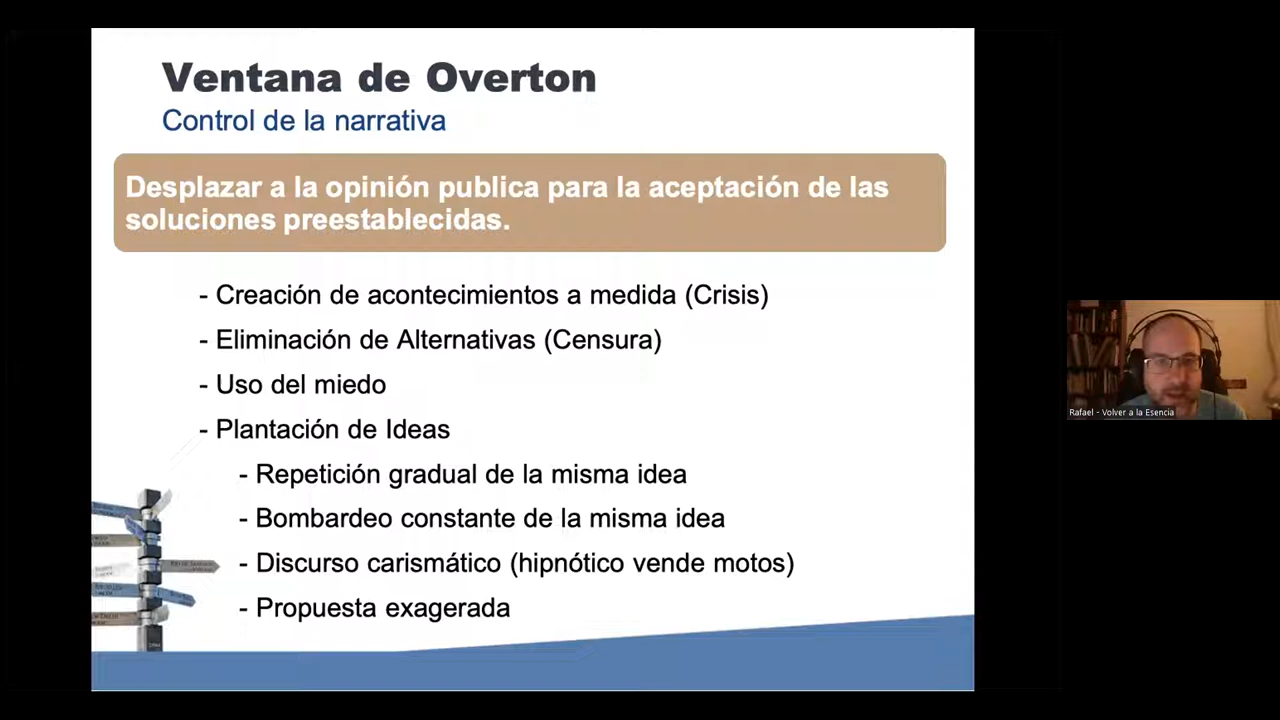 Ventana de Overton
Control de la narrativa
Desplazar a la opinión publica para la aceptación de las
soluciones preestablecidas.
- Creación de acontecimientos a medida (Crisis)
- Eliminación de Alternativas (Censura)
- Uso del miedo
- Plantación de Ideas
- Repetición gradual de la misma idea
- Bombardeo constante de la misma idea
- Discurso carismático (hipnótico vende motos)
- Propuesta exagerada
Rafael - Volver a la Esencia